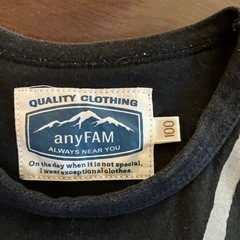 QUALITY CLOTHING
anyFAM
ALWAYS NEAR YOU
On the day when it is not special,
I wear exceptional clothes.
100